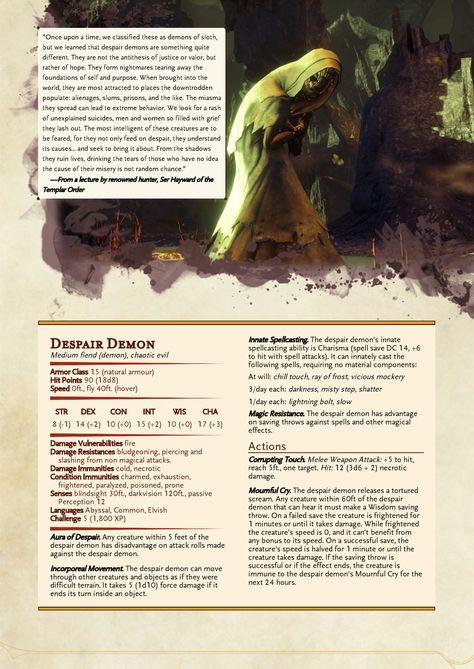 "Once upon a time, we classified these as demons of sloth,
but we learned that despair demons are something quite
different. They are not the antithesis of justice or valor, but
rather of hope. They form nightmares tearing away the
foundations of self and purpose. When brought into the
world, they are most attracted to places the downtrodden
populate: alienages, slums, prisons, and the like. The miasma
they spread can lead to extreme behavior. We look for a rash
of unexplained suicides, men and women so filled with grief
they lash out. The most intelligent of these creatures are to
be feared, for they not only feed on despair, they understand
its causes... and seek to bring it about. From the shadows
they ruin lives, drinking the tears of those who have no idea
the cause of their misery is not random chance."
—From a lecture by renowned hunter, Ser Hayward of the
Templar Order
Despair Demon
Medium fiend (demon), chaotic evil
Armor Class 15 (natural armour)
Hit Points 90 (18d8)
Speed 0ft., fly 40ft. (hover)
STR DEX CON INT WIS CHA
8 (-1) 14 (+2) 10 (+0) 15 (+2) 10 (+0) 17 (+3)
Damage Vulnerabilities fire
Damage Resistances bludgeoning, piercing and
slashing from non magical attacks.
Damage Immunities cold, necrotic
Condition Immunities charmed, exhaustion,
frightened, paralyzed, poisoned, prone
Senses blindsight 30ft., darkvision 120ft., passive
Perception 12
Languages Abyssal, Common, Elvish
Challenge 5 (1,800 XP)
Aura of Despair. Any creature within 5 feet of the
despair demon has disadvantage on attack rolls made
against the despair demon.
Incorporeal Movement. The despair demon can move
through other creatures and objects as if they were
difficult terrain. It takes 5 (1d10) force damage if it
ends its turn inside an object.
Innate Spellcasting. The despair demon's innate
spellcasting ability is Charisma (spell save DC 14, +6
to hit with spell attacks). It can innately cast the
following spells, requiring no material components:
At will: chill touch, ray of frost, vicious mockery
3/day each: darkness, misty step, shatter
1/day each: lightning bolt, slow
Magic Resistance. The despair demon has advantage
on saving throws against spells and other magical
effects.
Actions
Corrupting Touch. Melee Weapon Attack: +5 to hit,
reach 5ft., one target. Hit: 12 (3d6 + 2) necrotic
damage.
Mournful Cry. The despair demon releases a tortured
scream. Any creature within 60ft of the despair
demon that can hear it must make a Wisdom saving
throw. On a failed save the creature is frightened for
1 minutes or until it takes damage. While frightened
the creature's speed is 0, and it can't benefit from
any bonus to its speed. On a successful save, the
creature's speed is halved for 1 minute or until the
creature takes damage. If the saving throw is
successful or if the effect ends, the creature is
immune to the despair demon's Mournful Cry for the
next 24 hours.